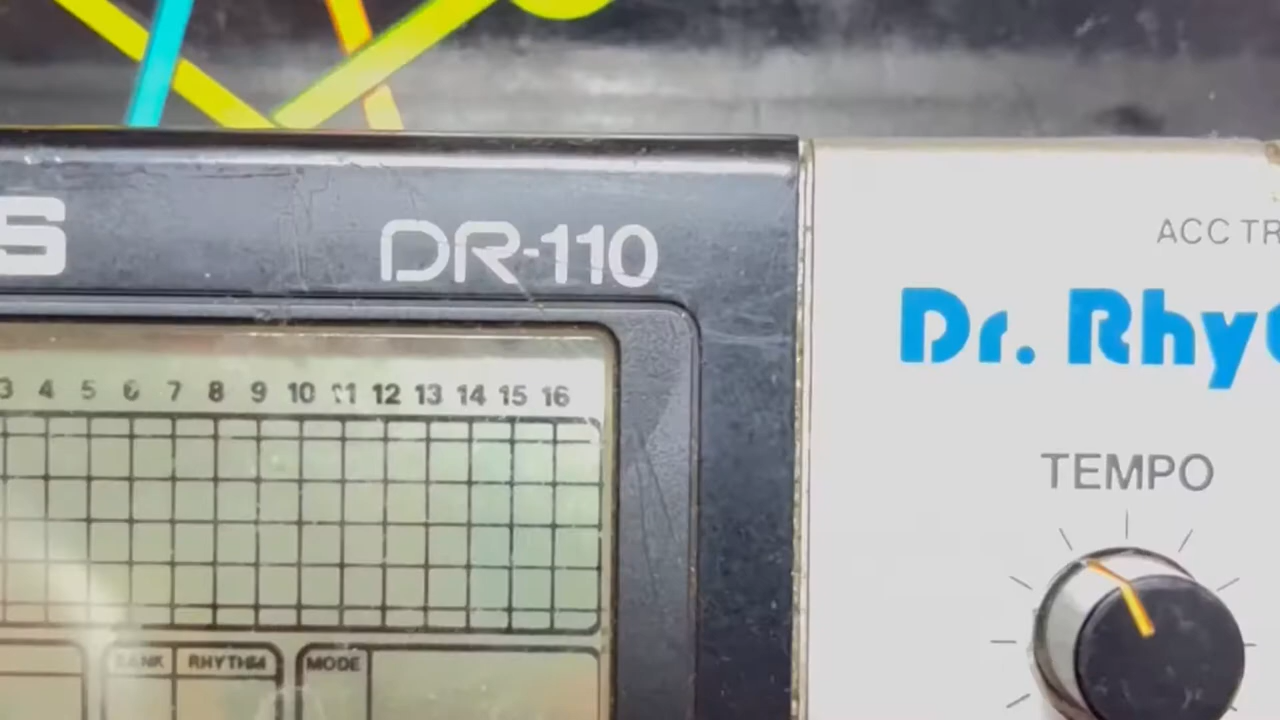 S
DR-110
ACC TR
Dr. Rhyt
3 4 5 6 7 8 9 10 11 12 13 14 15 16
TEMPO
BANK RHYTHM MODE